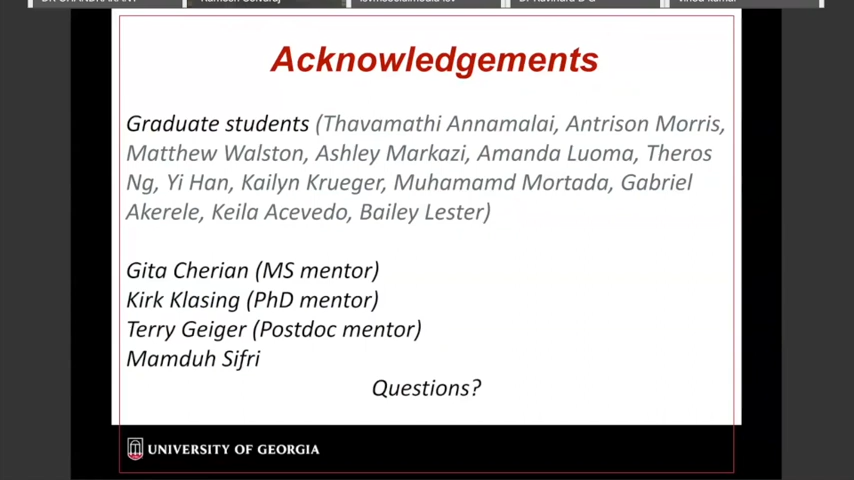 Acknowledgements
Graduate students (Thavamathi Annamalai, Antrison Morris,
Matthew Walston, Ashley Markazi, Amanda Luoma, Theros
Ng, Yi Han, Kailyn Krueger, Muhamamd Mortada, Gabriel
Akerele, Keila Acevedo, Bailey Lester)
Gita Cherian (MS mentor)
Kirk Klasing (PhD mentor)
Terry Geiger (Postdoc mentor)
Mamduh Sifri
Questions?
UNIVERSITY OF GEORGIA